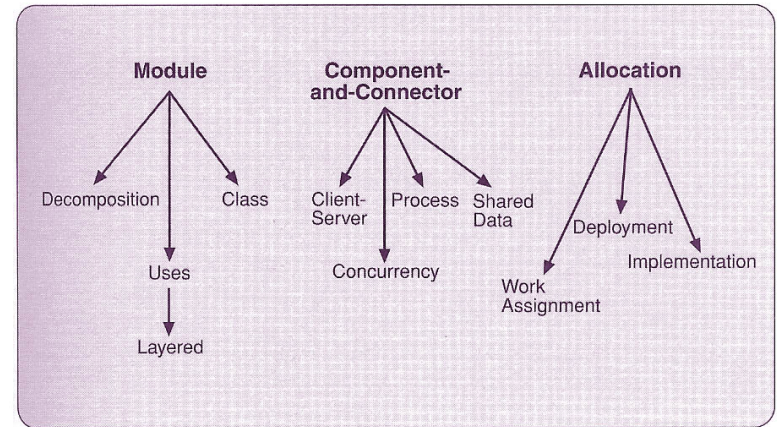 Module
Component-
and-Connector
Allocation
Decomposition
Class
Client-
Server
Process
Shared
Data
Deployment
Uses
Concurrency
Implementation
Work
Assignment
Layered